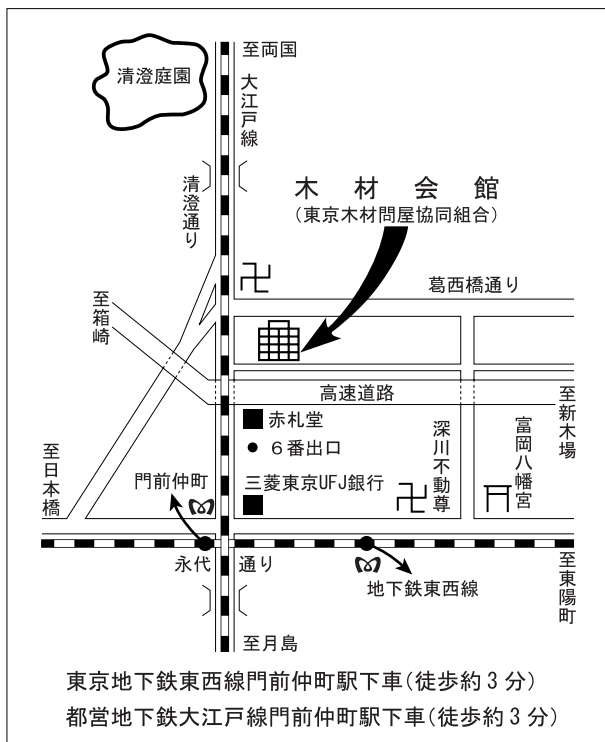 至両国
清澄庭園
大江戸線
清澄通り
木材会館
(東京木材問屋協同組合)
葛西橋通り
至箱崎
高速道路
至新木場
赤札堂
6番出口
深川不動尊
富岡八幡宮
至日本橋
門前仲町
三菱東京UFJ銀行
永代通り
地下鉄東西線
至東陽町
至月島
東京地下鉄東西線門前仲町駅下車(徒歩約3分)
都営地下鉄大江戸線門前仲町駅下車(徒歩約3分)